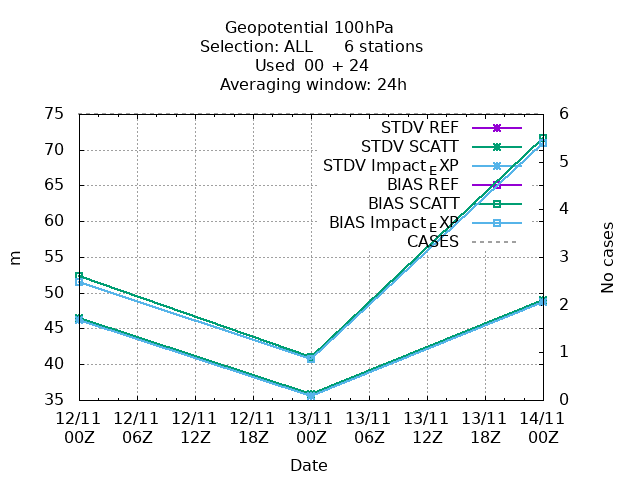 Geopotential 100hPa
Selection: ALL 6 stations
Used 00 + 24
Averaging window: 24h
75
70
65
60
55
50
45
40
35
m
6
5
4
3
2
1
0
No cases
STDV REF
STDV SCATT
STDV Impact_EXP
BIAS REF
BIAS SCATT
BIAS Impact_EXP
CASES
12/11 12/11 12/11 12/11 13/11 13/11 13/11 13/11 14/11
00Z 06Z 12Z 18Z 00Z 06Z 12Z 18Z 00Z
Date